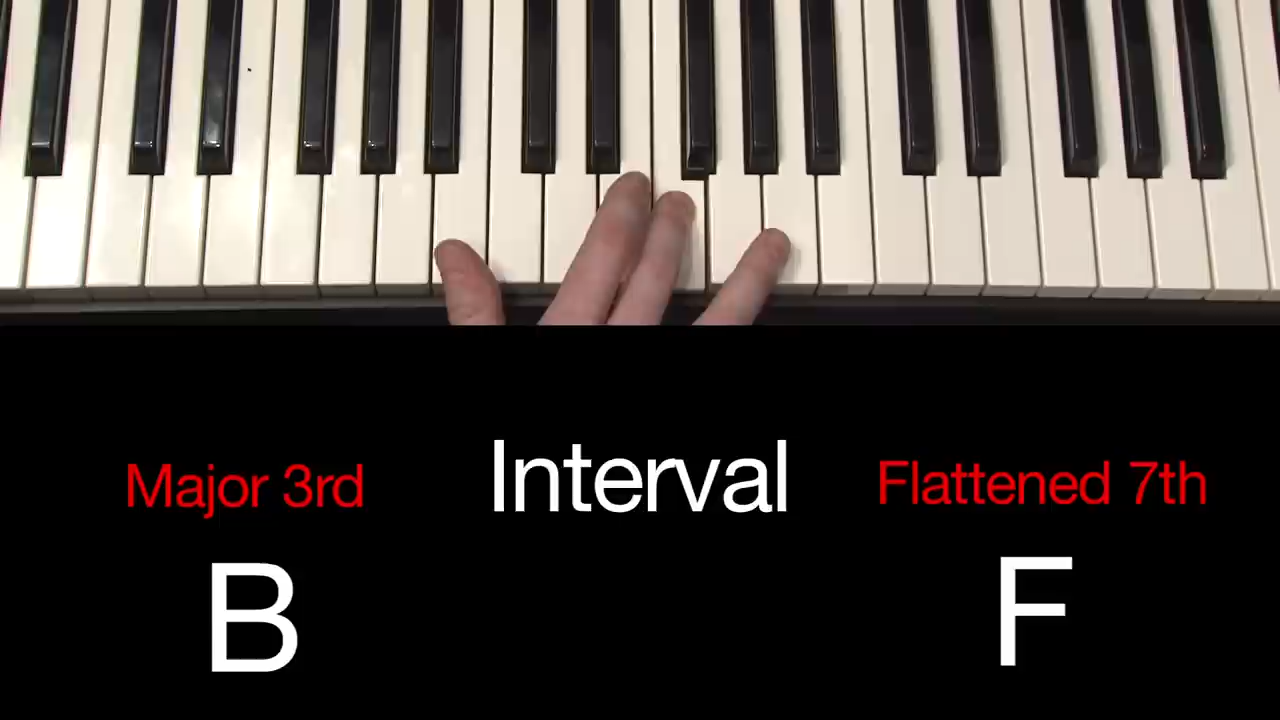 Interval
Major 3rd
Flattened 7th
B
F